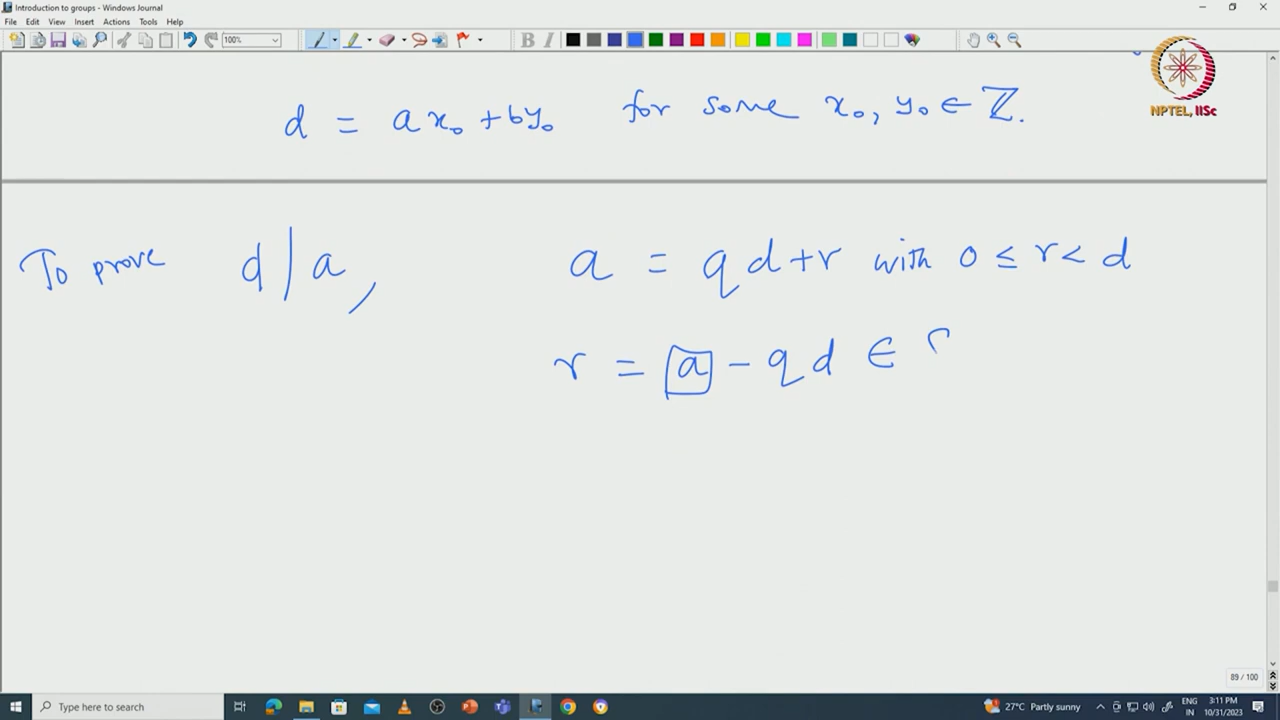 Introduction to groups - Windows Journal
File Edit View Insert Actions Tools Help
100% B I
NPTEL, IISc
d = ax₀ + by₀ for some x₀, y₀ ∈ ℤ.
To prove d | a, a = qd + r with 0 ≤ r < d
r = a - qd ∈
89 / 100
Type here to search
27°C Partly sunny
ENG
IN
3:11 PM
10/31/2023